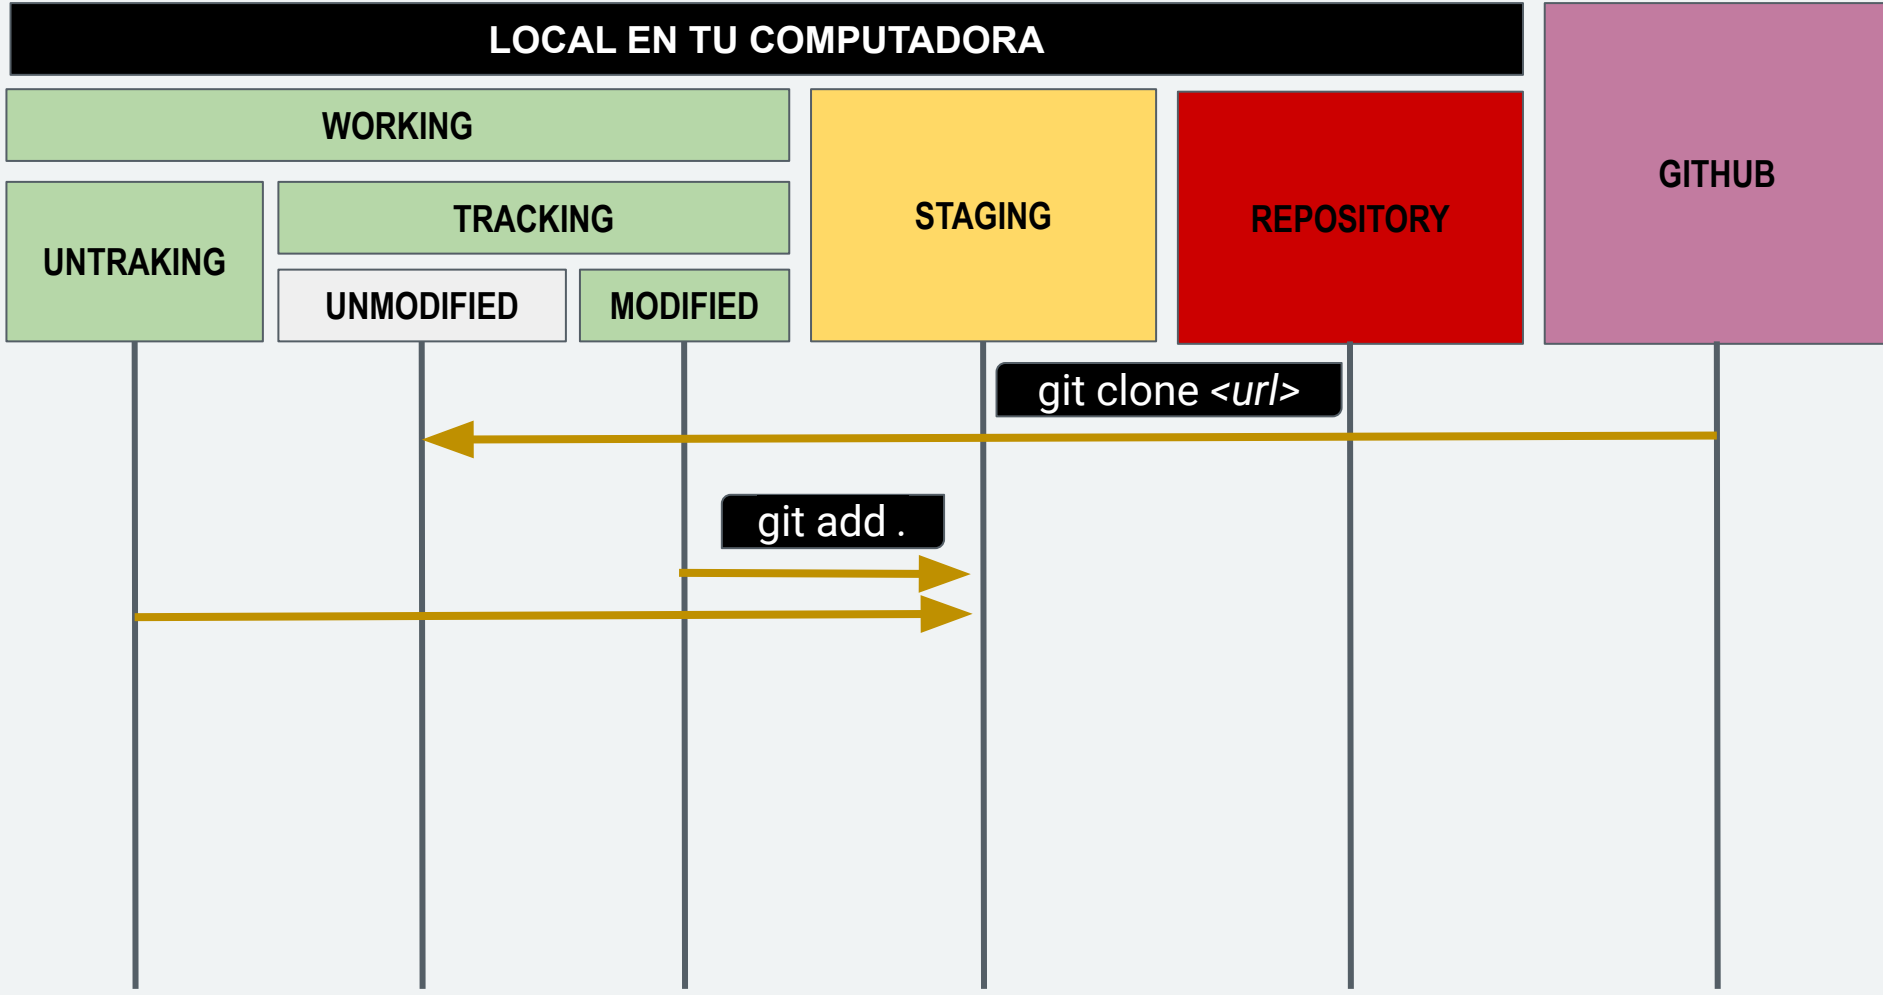 LOCAL EN TU COMPUTADORA
WORKING
UNTRAKING
TRACKING
UNMODIFIED
MODIFIED
STAGING
REPOSITORY
GITHUB
git clone <url>
git add .